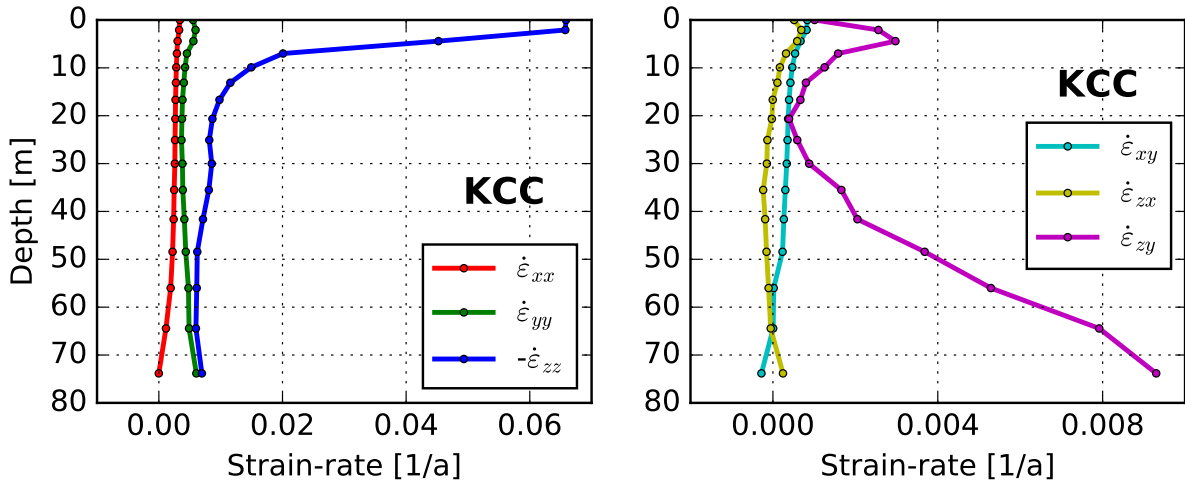 0
10
20
30
40
50
60
70
80
Depth [m]
KCC
ε̇xx
ε̇yy
-ε̇zz
0.00 0.02 0.04 0.06
Strain-rate [1/a]
0
10
20
30
40
50
60
70
80
KCC
ε̇xy
ε̇zx
ε̇zy
0.000 0.004 0.008
Strain-rate [1/a]